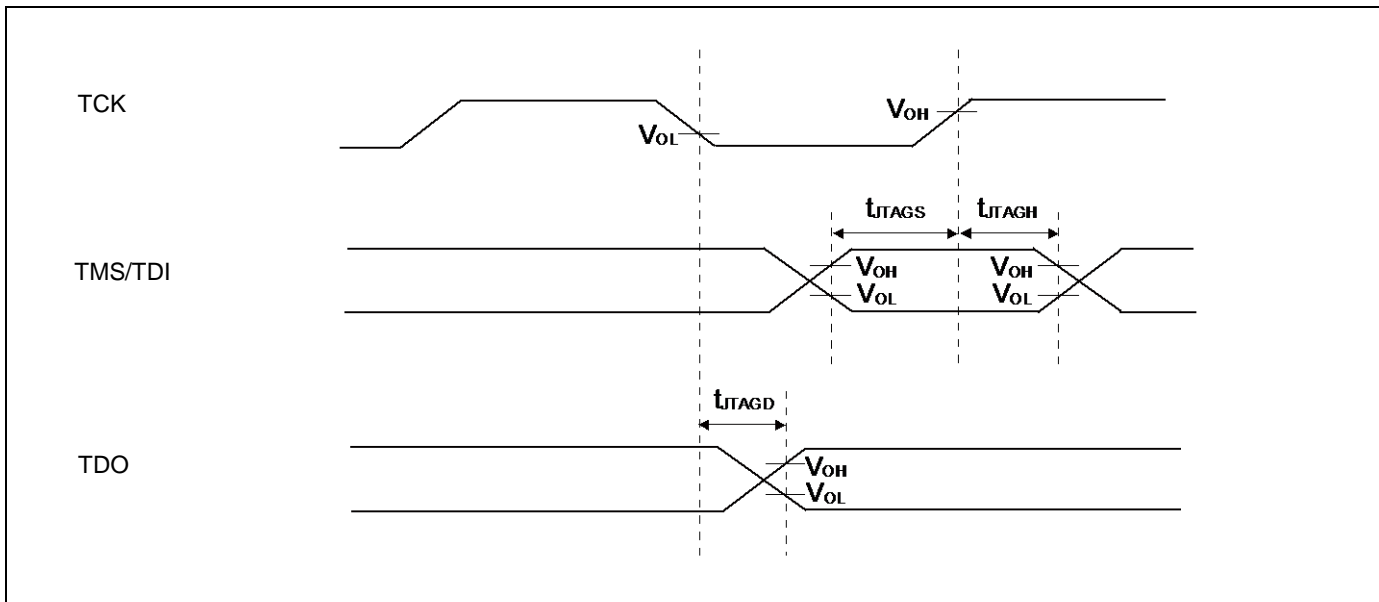 TCK
VOL
VOH
tJTAGS
tJTAGH
TMS/TDI
VOH
VOL
VOH
VOL
tJTAGD
TDO
VOH
VOL